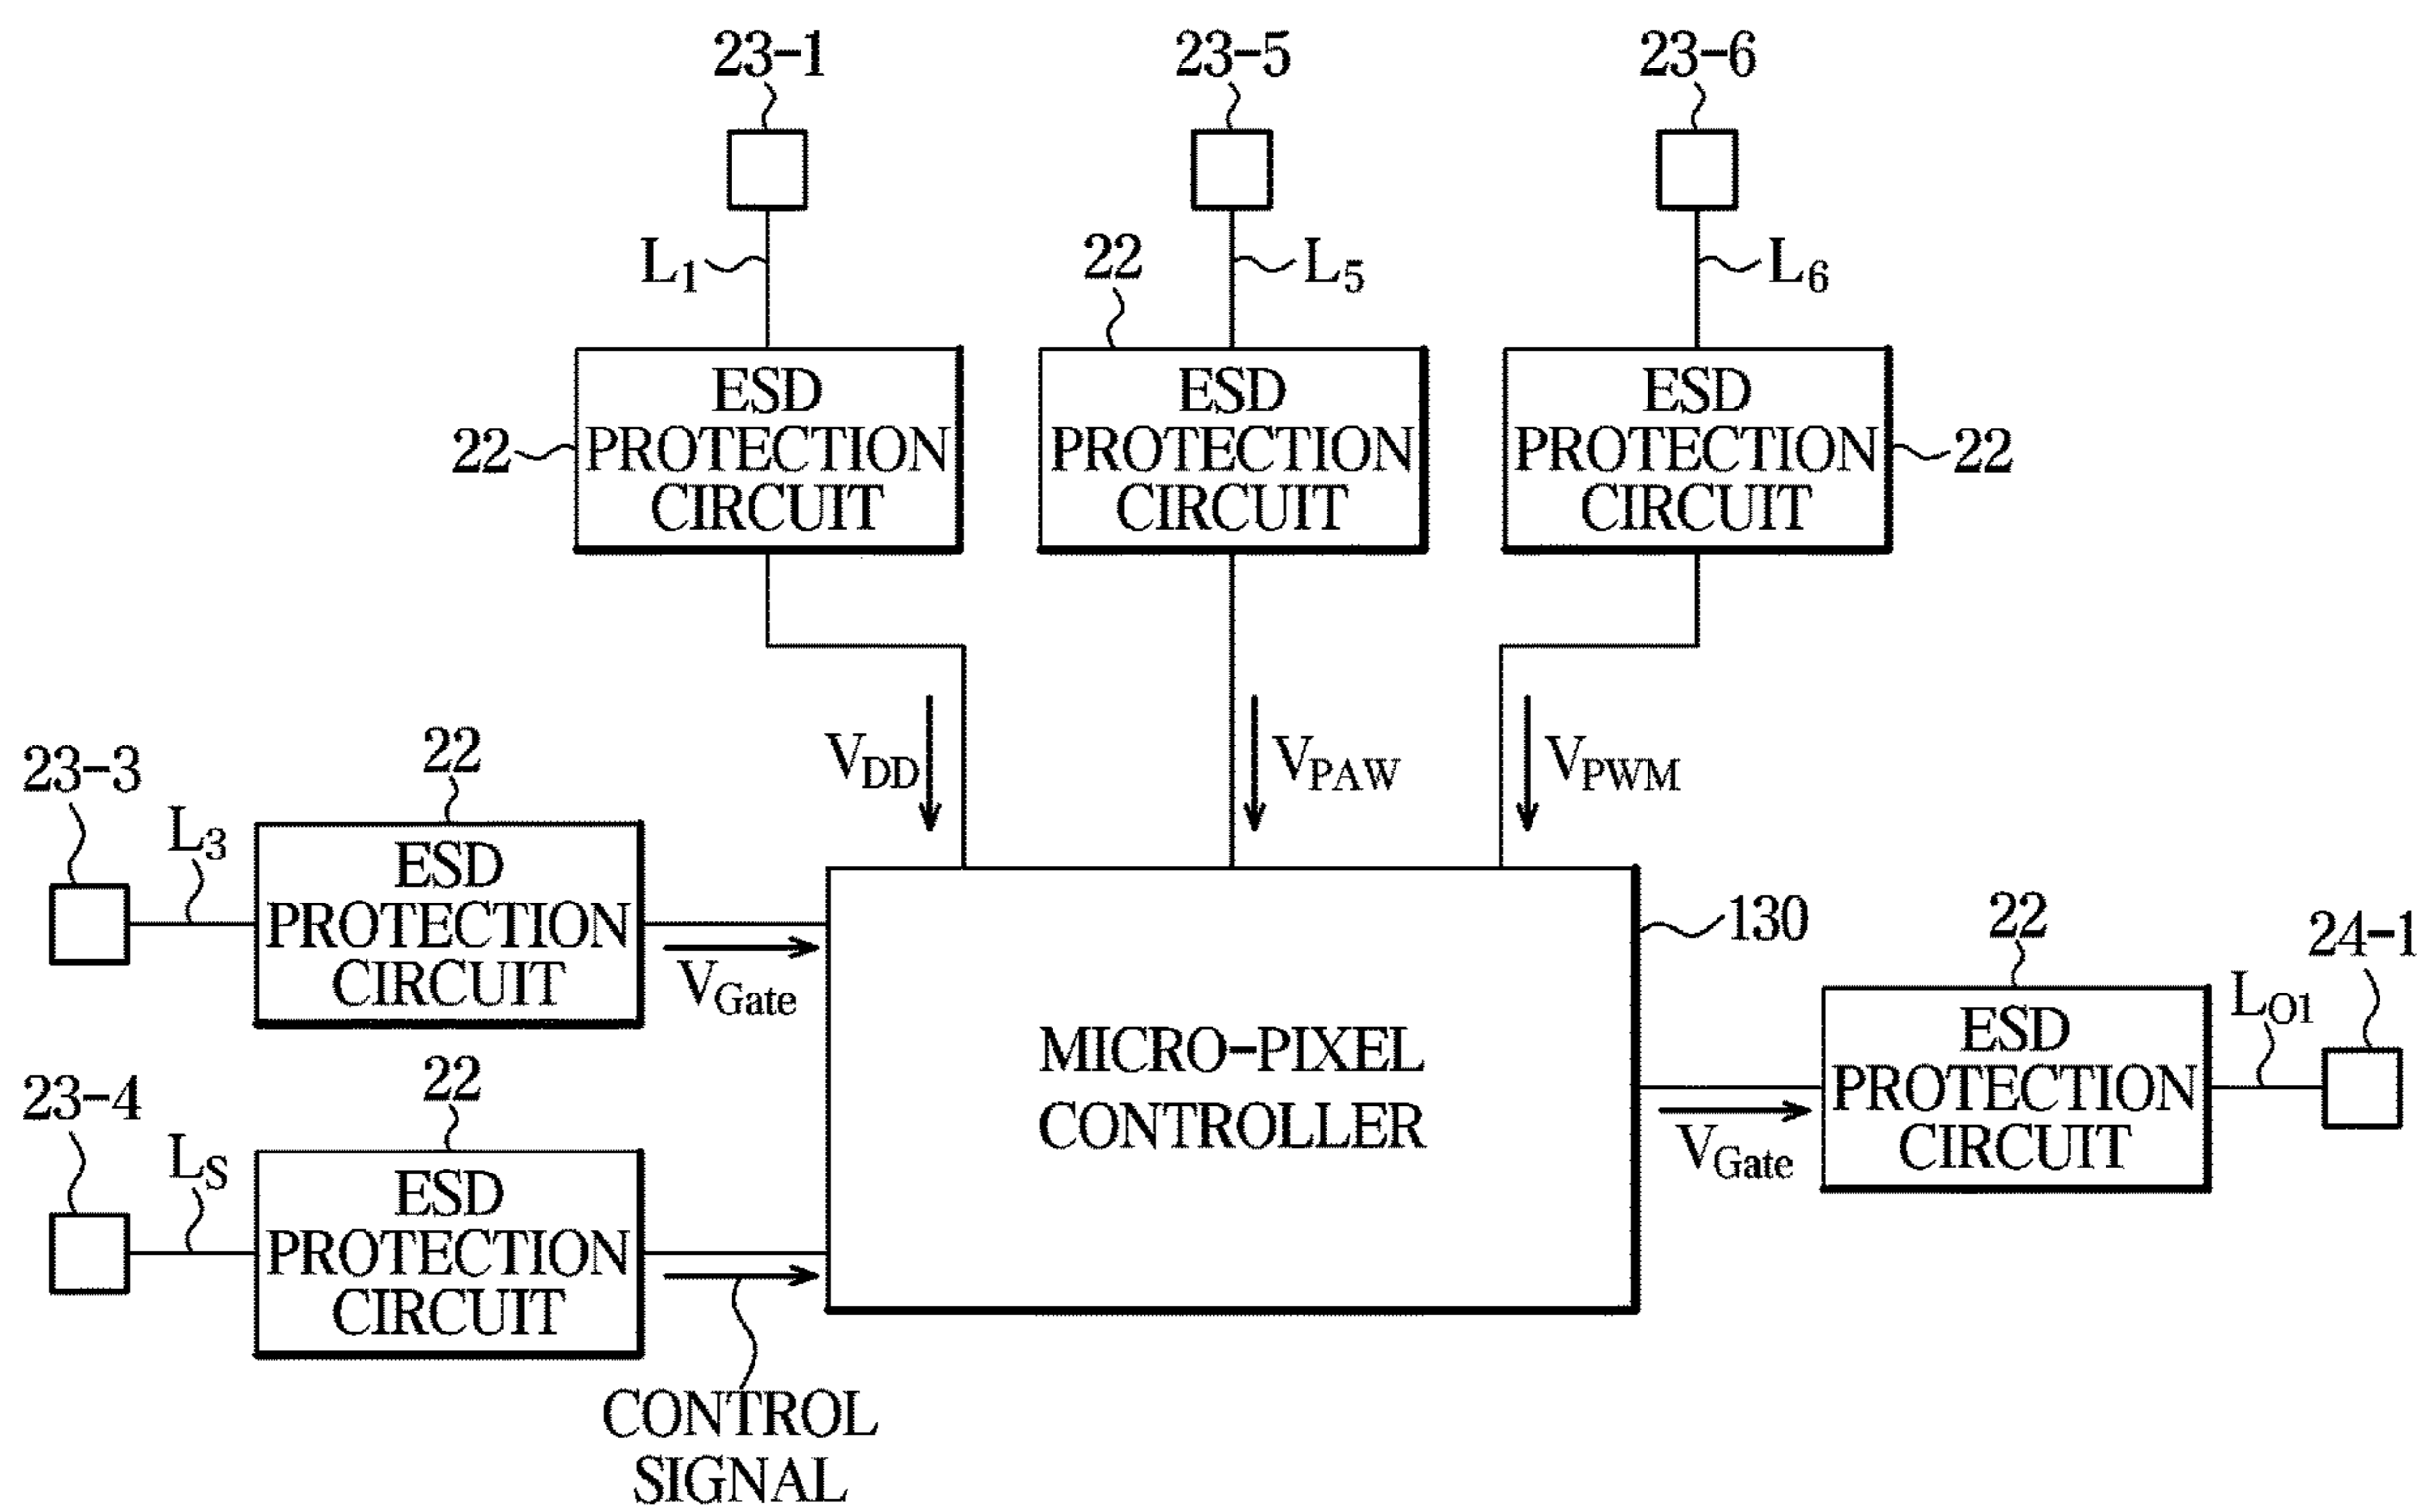 23-1
23-5
23-6
L1
22
L5
L6
ESD
PROTECTION
CIRCUIT
22
ESD
PROTECTION
CIRCUIT
ESD
PROTECTION
CIRCUIT
22
VDD
VPAW
VPWM
23-3
L3
22
ESD
PROTECTION
CIRCUIT
VGate
23-4
LS
22
ESD
PROTECTION
CIRCUIT
CONTROL
SIGNAL
MICRO-PIXEL
CONTROLLER
130
VGate
22
ESD
PROTECTION
CIRCUIT
LO1
24-1